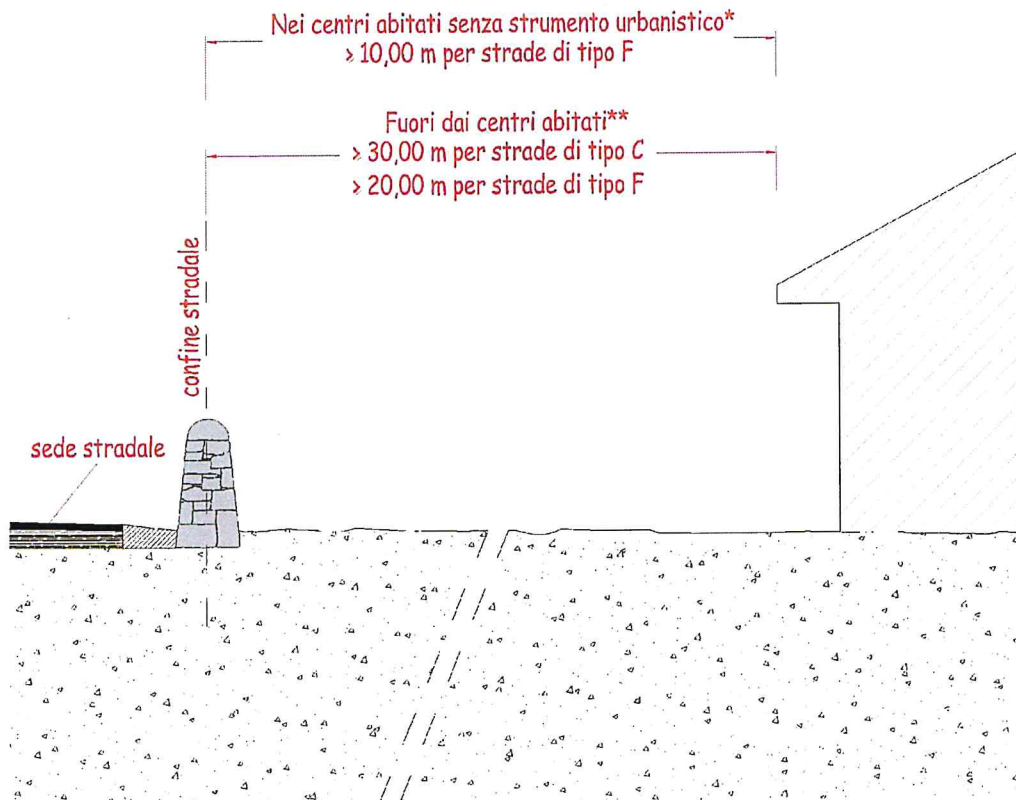 Nei centri abitati senza strumento urbanistico*
> 10,00 m per strade di tipo F
Fuori dai centri abitati**
> 30,00 m per strade di tipo C
> 20,00 m per strade di tipo F
confine stradale
sede stradale